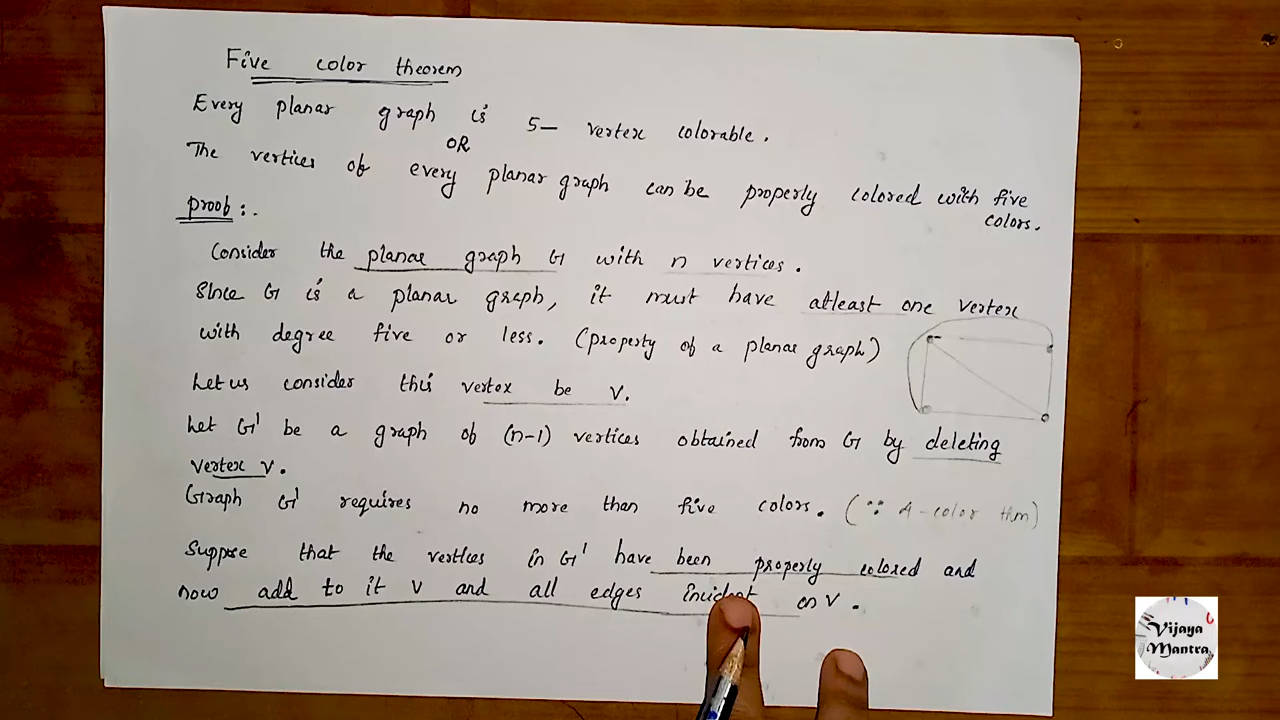 Five color theorem
Every planar graph is 5- vertex colorable.
OR
The vertices of every planar graph can be properly colored with five
colors.
Proof:.
Consider the planar graph G with n vertices.
Since G is a planar graph, it must have atleast one vertex
with degree five or less. (property of a planar graph)
Let us consider this vertex be V.
Let G' be a graph of (n-1) vertices obtained from G by deleting
vertex V.
Graph G' requires no more than five colors. (∵ 4-color thm)
Suppose that the vertices in G' have been properly colored and
now add to it V and all edges incident on V.
Vijaya
Mantra